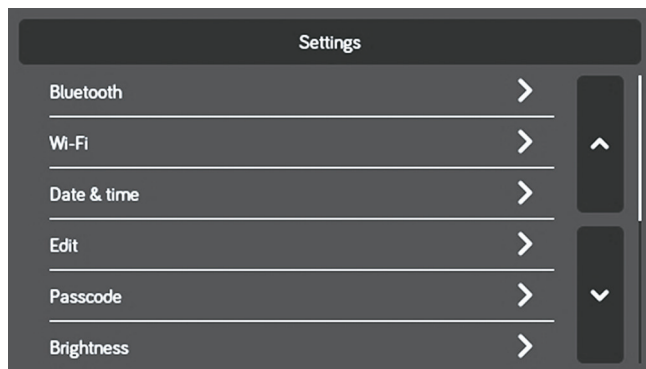 Settings
Bluetooth
Wi-Fi
Date & time
Edit
Passcode
Brightness